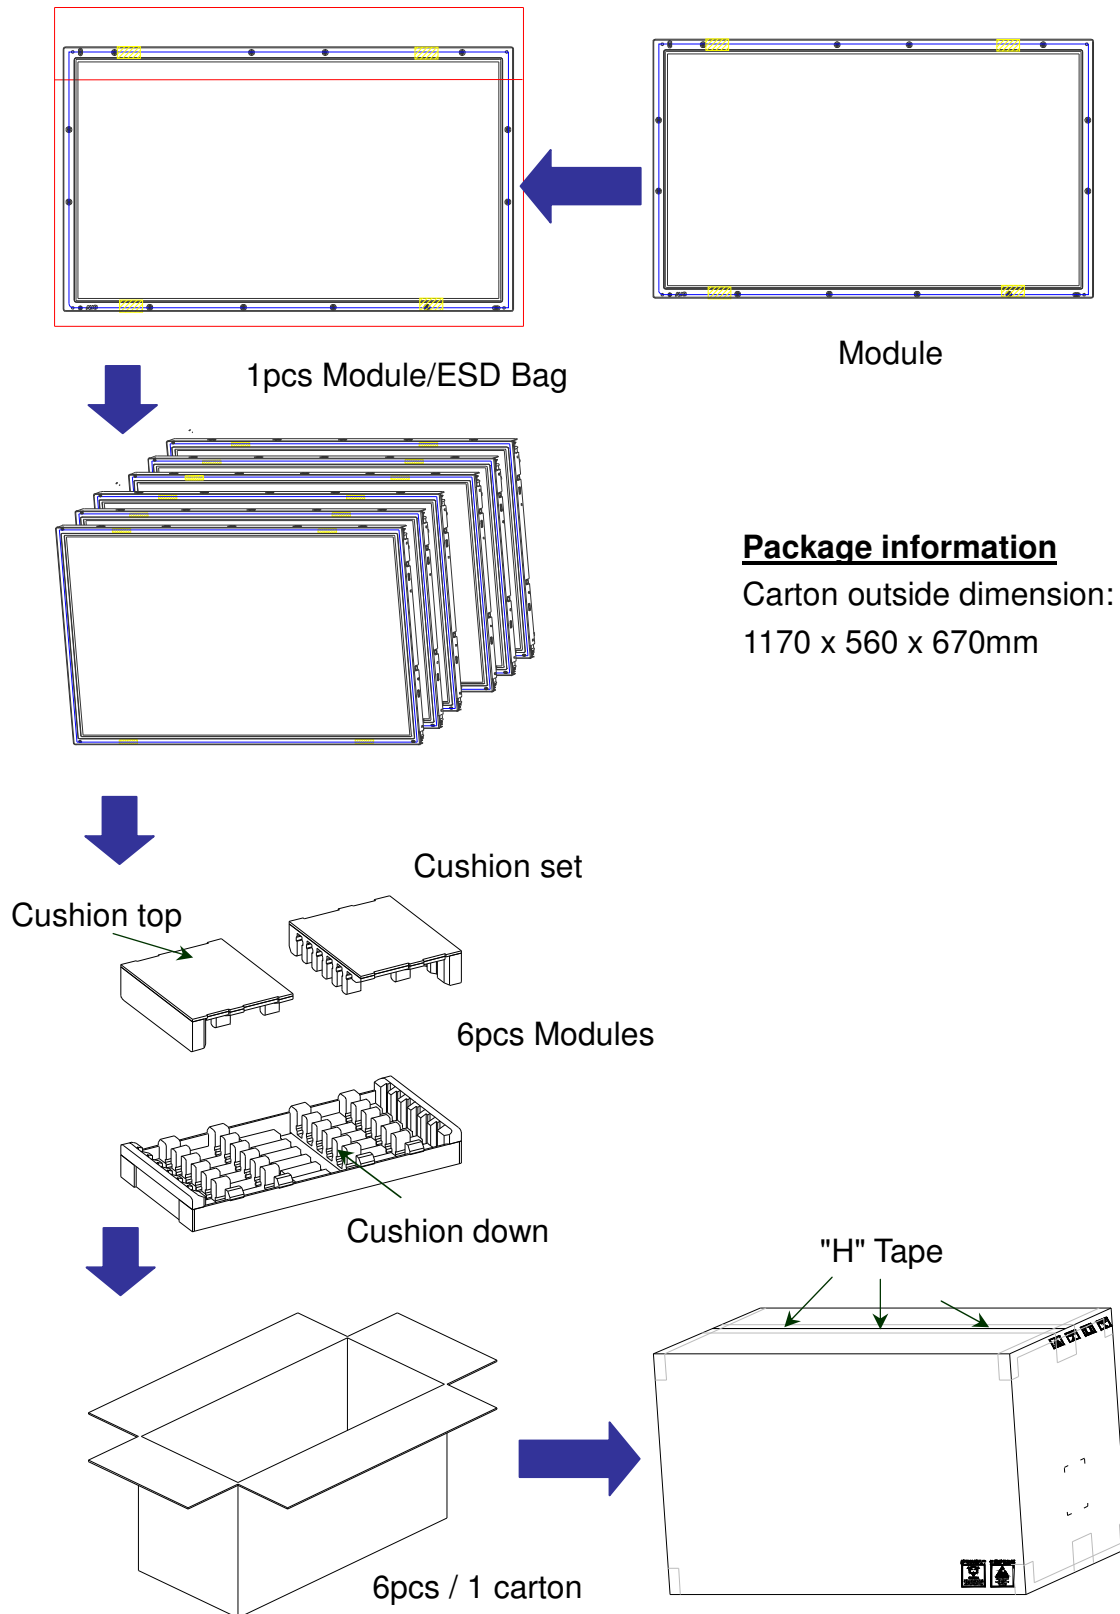 Module
1pcs Module/ESD Bag
Package information
Carton outside dimension:
1170 x 560 x 670mm
Cushion set
Cushion top
6pcs Modules
Cushion down
"H" Tape
6pcs / 1 carton